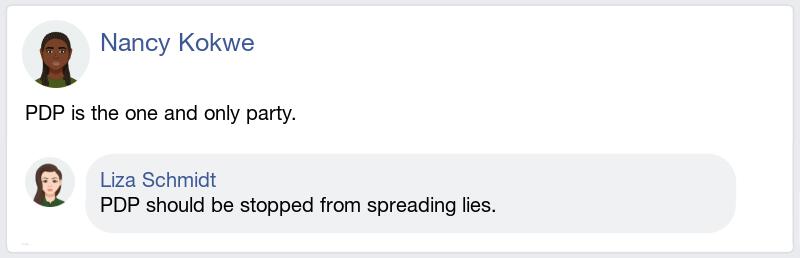 Nancy Kokwe
PDP is the one and only party.
Liza Schmidt
PDP should be stopped from spreading lies.